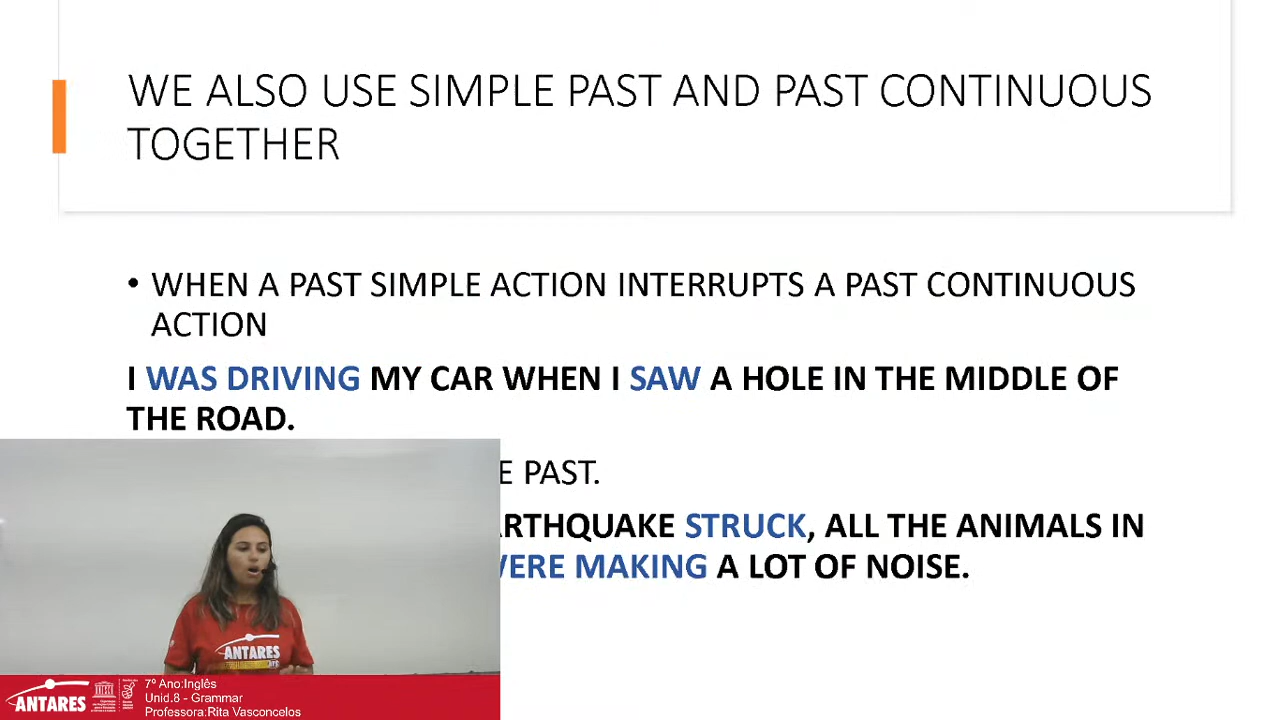 WE ALSO USE SIMPLE PAST AND PAST CONTINUOUS
TOGETHER
• WHEN A PAST SIMPLE ACTION INTERRUPTS A PAST CONTINUOUS
ACTION
I WAS DRIVING MY CAR WHEN I SAW A HOLE IN THE MIDDLE OF
THE ROAD.
E PAST.
ARTHQUAKE STRUCK, ALL THE ANIMALS IN
WERE MAKING A LOT OF NOISE.
ANTARES
ANTARES
7º Ano:Inglês
Unid.8 - Grammar
Professora:Rita Vasconcelos